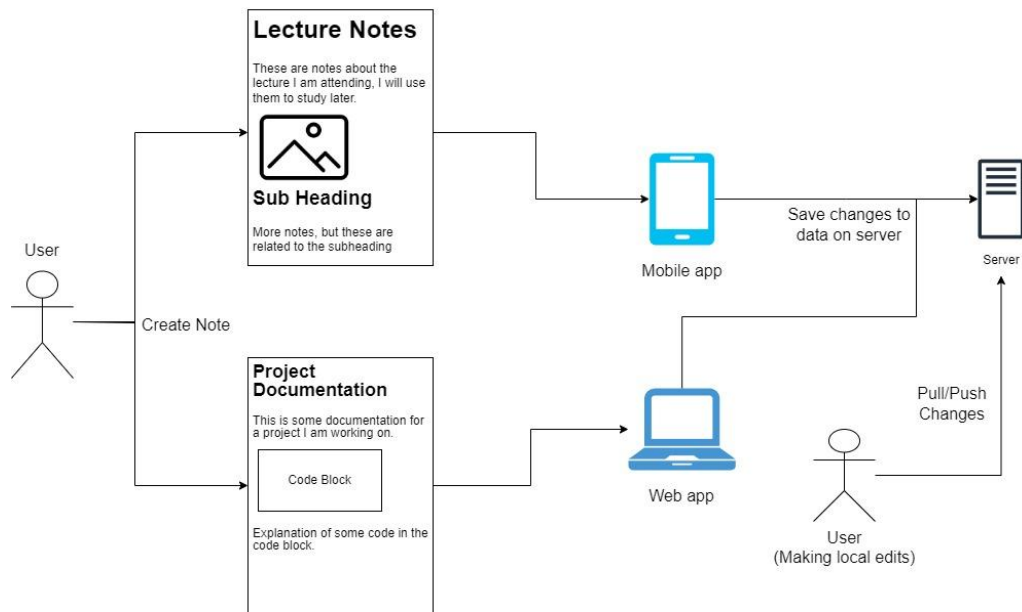 Lecture Notes
These are notes about the
lecture I am attending, I will use
them to study later.
Sub Heading
More notes, but these are
related to the subheading
User
Create Note
Project
Documentation
This is some documentation for
a project I am working on.
Code Block
Explanation of some code in the
code block.
Mobile app
Save changes to
data on server
Server
Web app
Pull/Push
Changes
User
(Making local edits)